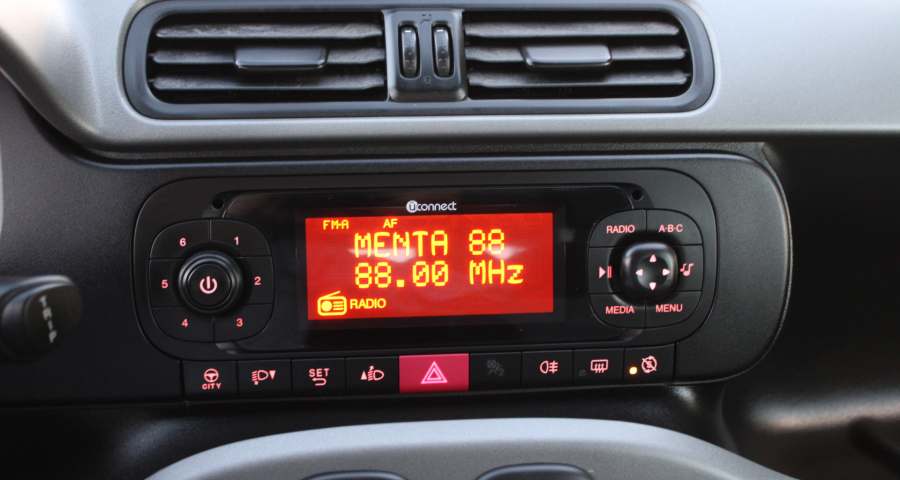 uconnect
FM-A AF
MENTA 88
88.00 MHz
RADIO
6 1
5 2
4 3
RADIO A·B·C
MEDIA MENU
CITY
SET